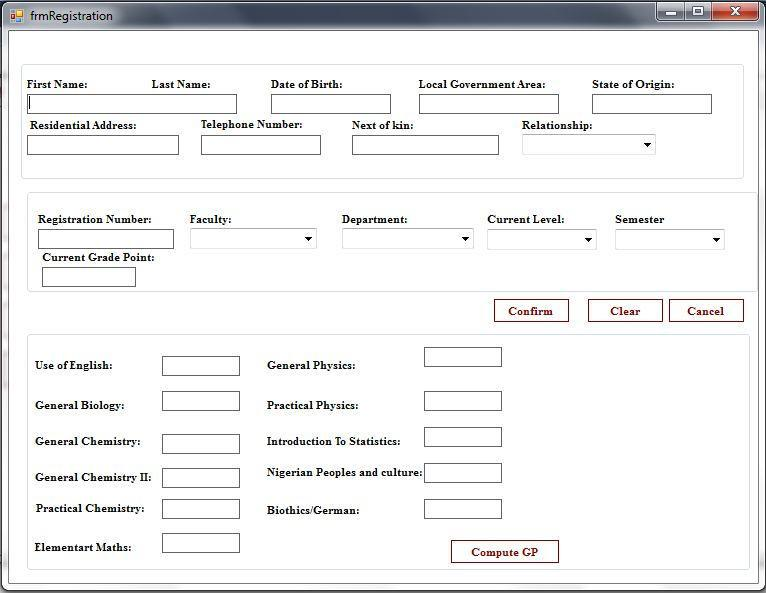 frmRegistration
First Name: Last Name: Date of Birth: Local Government Area: State of Origin:
Residential Address: Telephone Number: Next of kin: Relationship:
Registration Number: Faculty: Department: Current Level: Semester
Current Grade Point:
Confirm Clear Cancel
Use of English: General Physics:
General Biology: Practical Physics:
General Chemistry: Introduction To Statistics:
General Chemistry II: Nigerian Peoples and culture:
Practical Chemistry: Biothics/German:
Elementart Maths: Compute GP